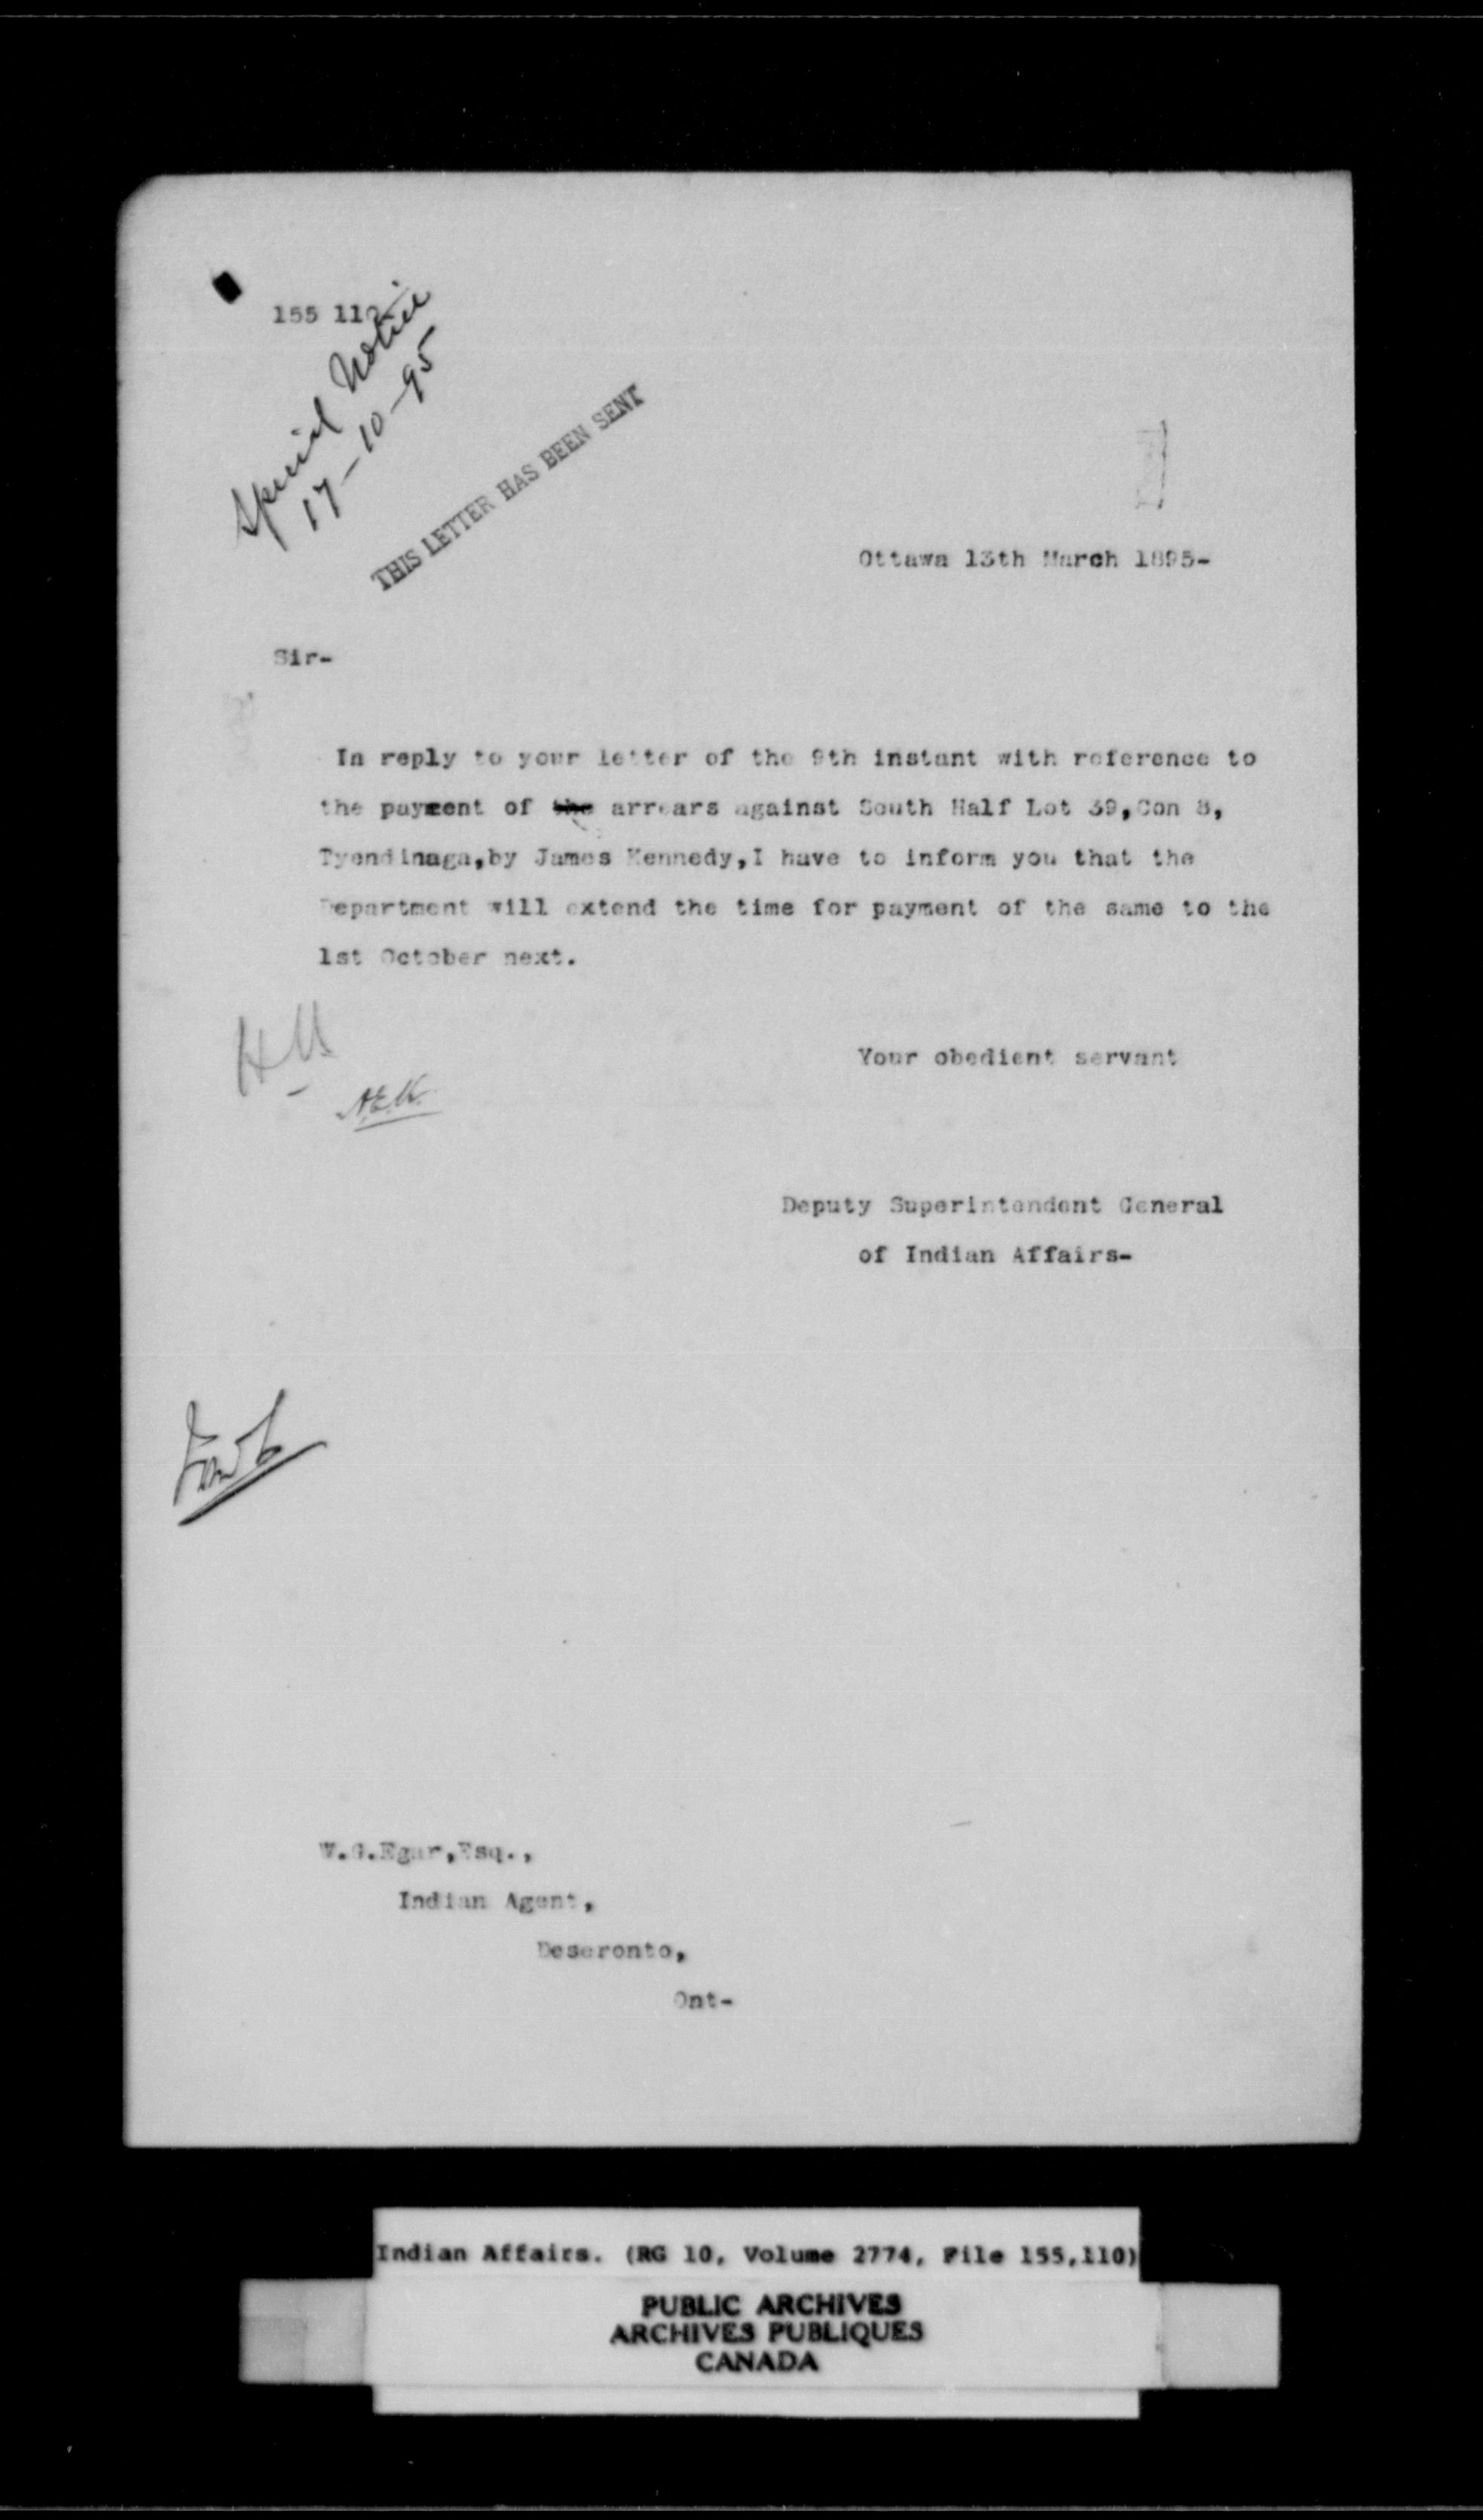 155 110
Special Notice
17-10-95
THIS LETTER HAS BEEN SENT
Ottawa 13th March 1895-
Sir-
In reply to your letter of the 9th instant with reference to
the payment of the arrears against South Half Lot 39,Con 8,
Tyendinaga,by James Kennedy,I have to inform you that the
Department will extend the time for payment of the same to the
1st October next.
Your obedient servant
A.E.K.
Deputy Superintendent General
of Indian Affairs-
W.G.Egar,Esq.,
Indian Agent,
Deseronto,
Ont-
Indian Affairs. (RG 10, Volume 2774, File 155,110)
PUBLIC ARCHIVES
ARCHIVES PUBLIQUES
CANADA